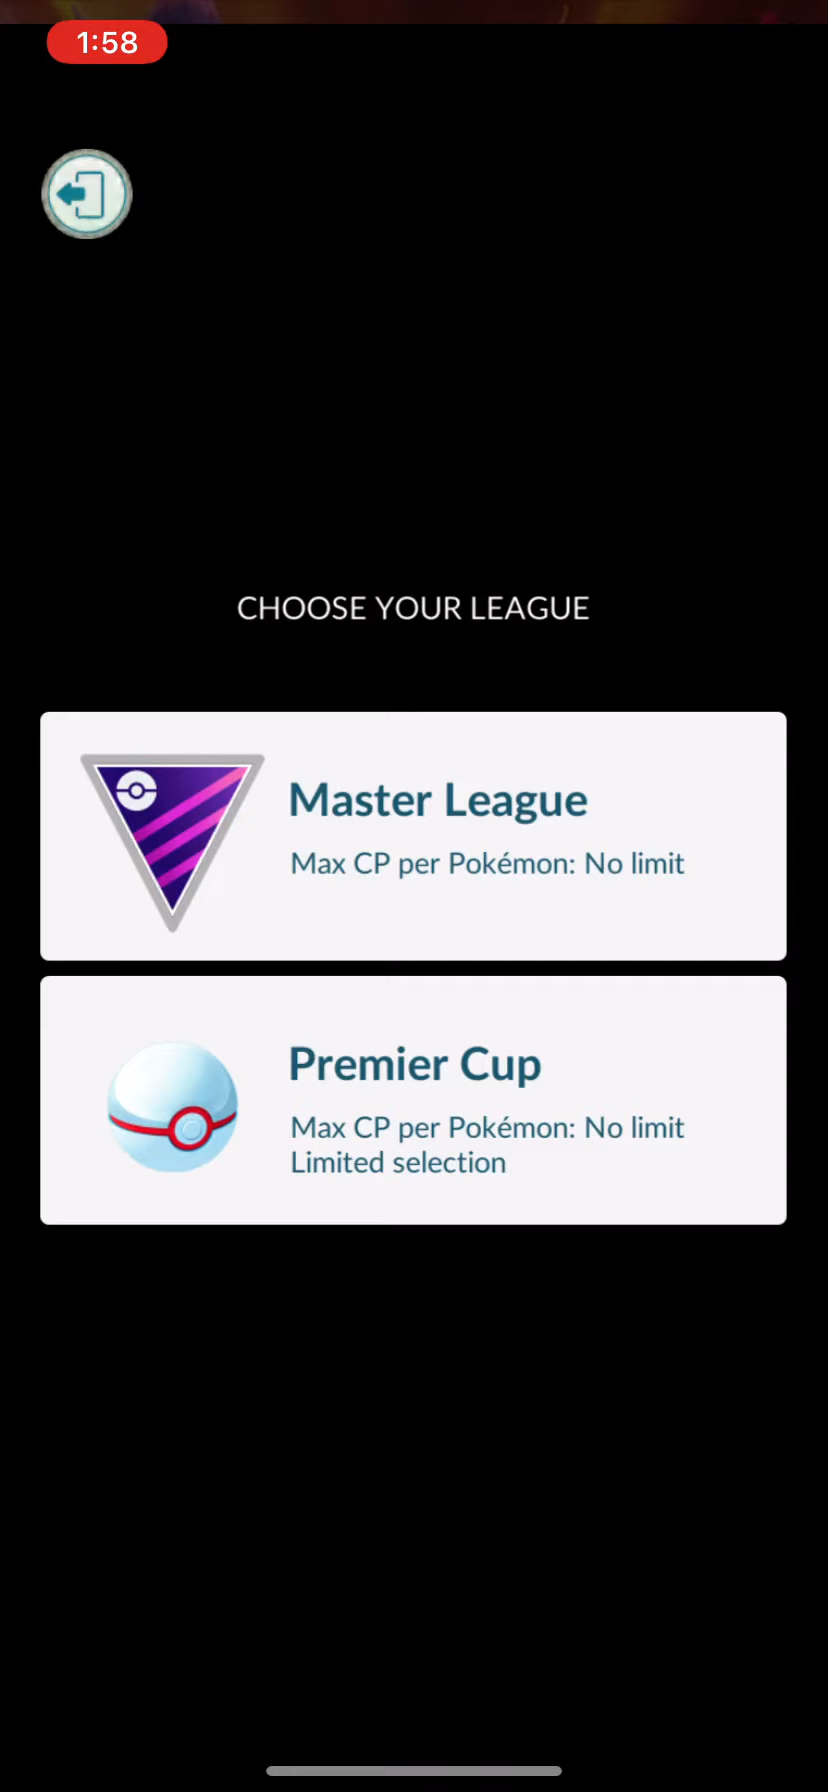 1:58
CHOOSE YOUR LEAGUE
Master League
Max CP per Pokémon: No limit
Premier Cup
Max CP per Pokémon: No limit
Limited selection